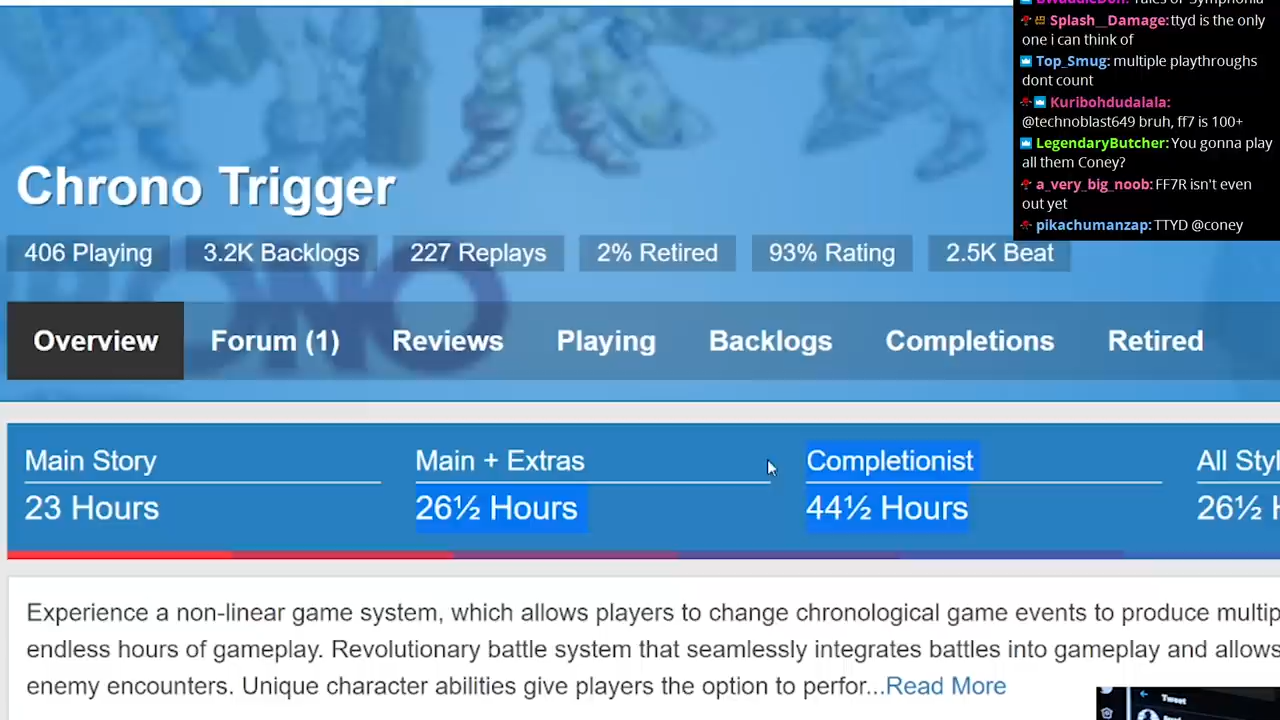 Splash__Damage: ttyd is the only
one i can think of
Top_Smug: multiple playthroughs
dont count
Kuribohdudalala:
@technoblast649 bruh, ff7 is 100+
LegendaryButcher: You gonna play
all them Coney?
a_very_big_noob: FF7R isn't even
out yet
pikachumanzap: TTYD @coney
Chrono Trigger
406 Playing 3.2K Backlogs 227 Replays 2% Retired 93% Rating 2.5K Beat
Overview Forum (1) Reviews Playing Backlogs Completions Retired
Main Story Main + Extras Completionist All Styl
23 Hours 26½ Hours 44½ Hours 26½ H
Experience a non-linear game system, which allows players to change chronological game events to produce multip
endless hours of gameplay. Revolutionary battle system that seamlessly integrates battles into gameplay and allows
enemy encounters. Unique character abilities give players the option to perfor...Read More
Tweet